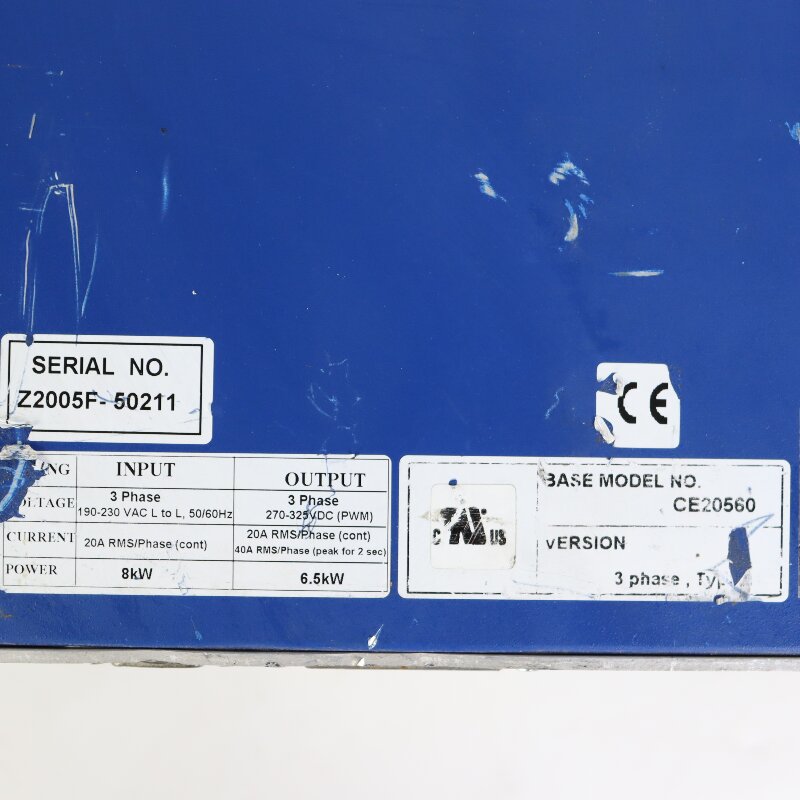 SERIAL NO.
Z2005F-50211
CE
INPUT OUTPUT
3 Phase 3 Phase
190-230 VAC L to L, 50/60Hz 270-325VDC (PWM)
CURRENT 20A RMS/Phase (cont) 20A RMS/Phase (cont)
40A RMS/Phase (peak for 2 sec)
POWER 8kW 6.5kW
BASE MODEL NO.
CE20560
C US
VERSION
3 phase,